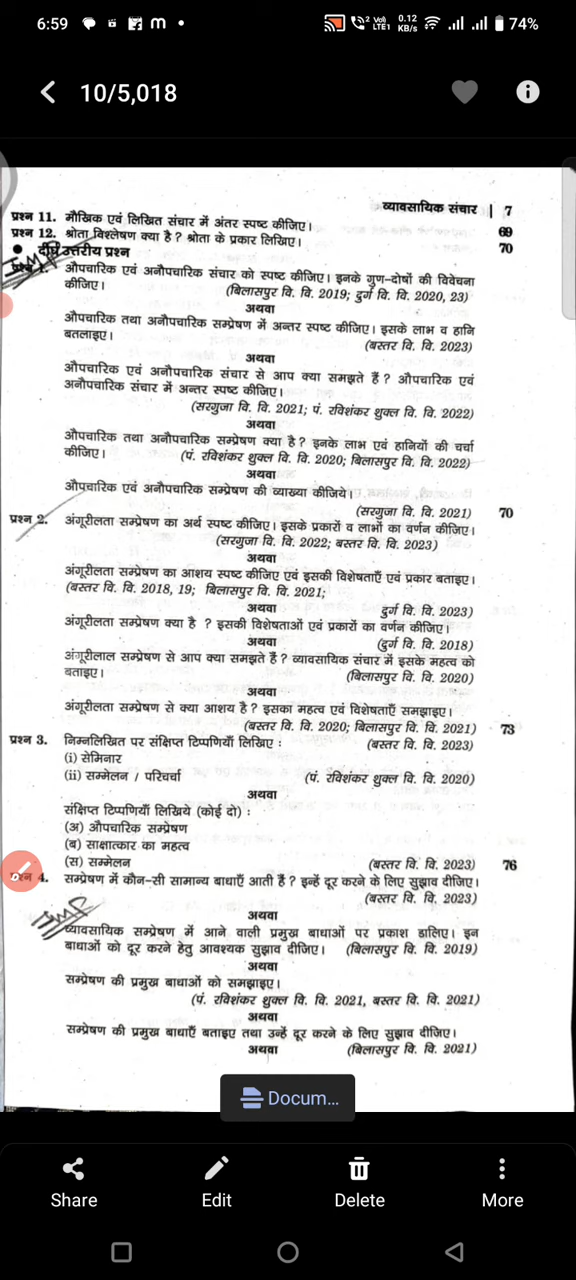 6:59 m • Vo) LTE1 2 0.12 KB/s 74%
10/5,018
व्यावसायिक संचार | 7
प्रश्न 11. मौखिक एवं लिखित संचार में अंतर स्पष्ट कीजिए। 69
प्रश्न 12. श्रोता विश्लेषण क्या है ? श्रोता के प्रकार लिखिए। 70
• दीर्घ उत्तरीय प्रश्न
IMP
प्रश्न 1. औपचारिक एवं अनौपचारिक संचार को स्पष्ट कीजिए। इनके गुण-दोषों की विवेचना
कीजिए। (बिलासपुर वि. वि. 2019; दुर्ग वि. वि. 2020, 23)
अथवा
औपचारिक तथा अनौपचारिक सम्प्रेषण में अन्तर स्पष्ट कीजिए। इसके लाभ व हानि
बतलाइए। (बस्तर वि. वि. 2023)
अथवा
औपचारिक एवं अनौपचारिक संचार से आप क्या समझते हैं ? औपचारिक एवं
अनौपचारिक संचार में अन्तर स्पष्ट कीजिए।
(सरगुजा वि. वि. 2021; पं. रविशंकर शुक्ल वि. वि. 2022)
अथवा
औपचारिक तथा अनौपचारिक सम्प्रेषण क्या है ? इनके लाभ एवं हानियों की चर्चा
कीजिए। (पं. रविशंकर शुक्ल वि. वि. 2020; बिलासपुर वि. वि. 2022)
अथवा
औपचारिक एवं अनौपचारिक सम्प्रेषण की व्याख्या कीजिये।
(सरगुजा वि. वि. 2021) 70
प्रश्न 2. अंगूरीलता सम्प्रेषण का अर्थ स्पष्ट कीजिए। इसके प्रकारों व लाभों का वर्णन कीजिए।
(सरगुजा वि. वि. 2022; बस्तर वि. वि. 2023)
अथवा
अंगूरीलता सम्प्रेषण का आशय स्पष्ट कीजिए एवं इसकी विशेषताएँ एवं प्रकार बताइए।
(बस्तर वि. वि. 2018, 19; बिलासपुर वि. वि. 2021;
अथवा दुर्ग वि. वि. 2023)
अंगूरीलता सम्प्रेषण क्या है ? इसकी विशेषताओं एवं प्रकारों का वर्णन कीजिए।
अथवा (दुर्ग वि. वि. 2018)
अंगूरीलाल सम्प्रेषण से आप क्या समझते हैं ? व्यावसायिक संचार में इसके महत्व को
बताइए। (बिलासपुर वि. वि. 2020)
अथवा
अंगूरीलता सम्प्रेषण से क्या आशय है ? इसका महत्व एवं विशेषताएँ समझाइए।
(बस्तर वि. वि. 2020; बिलासपुर वि. वि. 2021) 73
प्रश्न 3. निम्नलिखित पर संक्षिप्त टिप्पणियाँ लिखिए : (बस्तर वि. वि. 2023)
(i) सेमिनार
(ii) सम्मेलन / परिचर्चा (पं. रविशंकर शुक्ल वि. वि. 2020)
अथवा
संक्षिप्त टिप्पणियाँ लिखिये (कोई दो) :
(अ) औपचारिक सम्प्रेषण
(ब) साक्षात्कार का महत्व
(स) सम्मेलन (बस्तर वि. वि. 2023) 76
प्रश्न 4. सम्प्रेषण में कौन-सी सामान्य बाधाएँ आती हैं ? इन्हें दूर करने के लिए सुझाव दीजिए।
(बस्तर वि. वि. 2023)
IMP
अथवा
व्यावसायिक सम्प्रेषण में आने वाली प्रमुख बाधाओं पर प्रकाश डालिए। इन
बाधाओं को दूर करने हेतु आवश्यक सुझाव दीजिए। (बिलासपुर वि. वि. 2019)
अथवा
सम्प्रेषण की प्रमुख बाधाओं को समझाइए।
(पं. रविशंकर शुक्ल वि. वि. 2021, बस्तर वि. वि. 2021)
अथवा
सम्प्रेषण की प्रमुख बाधाएँ बताइए तथा उन्हें दूर करने के लिए सुझाव दीजिए।
अथवा (बिलासपुर वि. वि. 2021)
Docum...
Share Edit Delete More